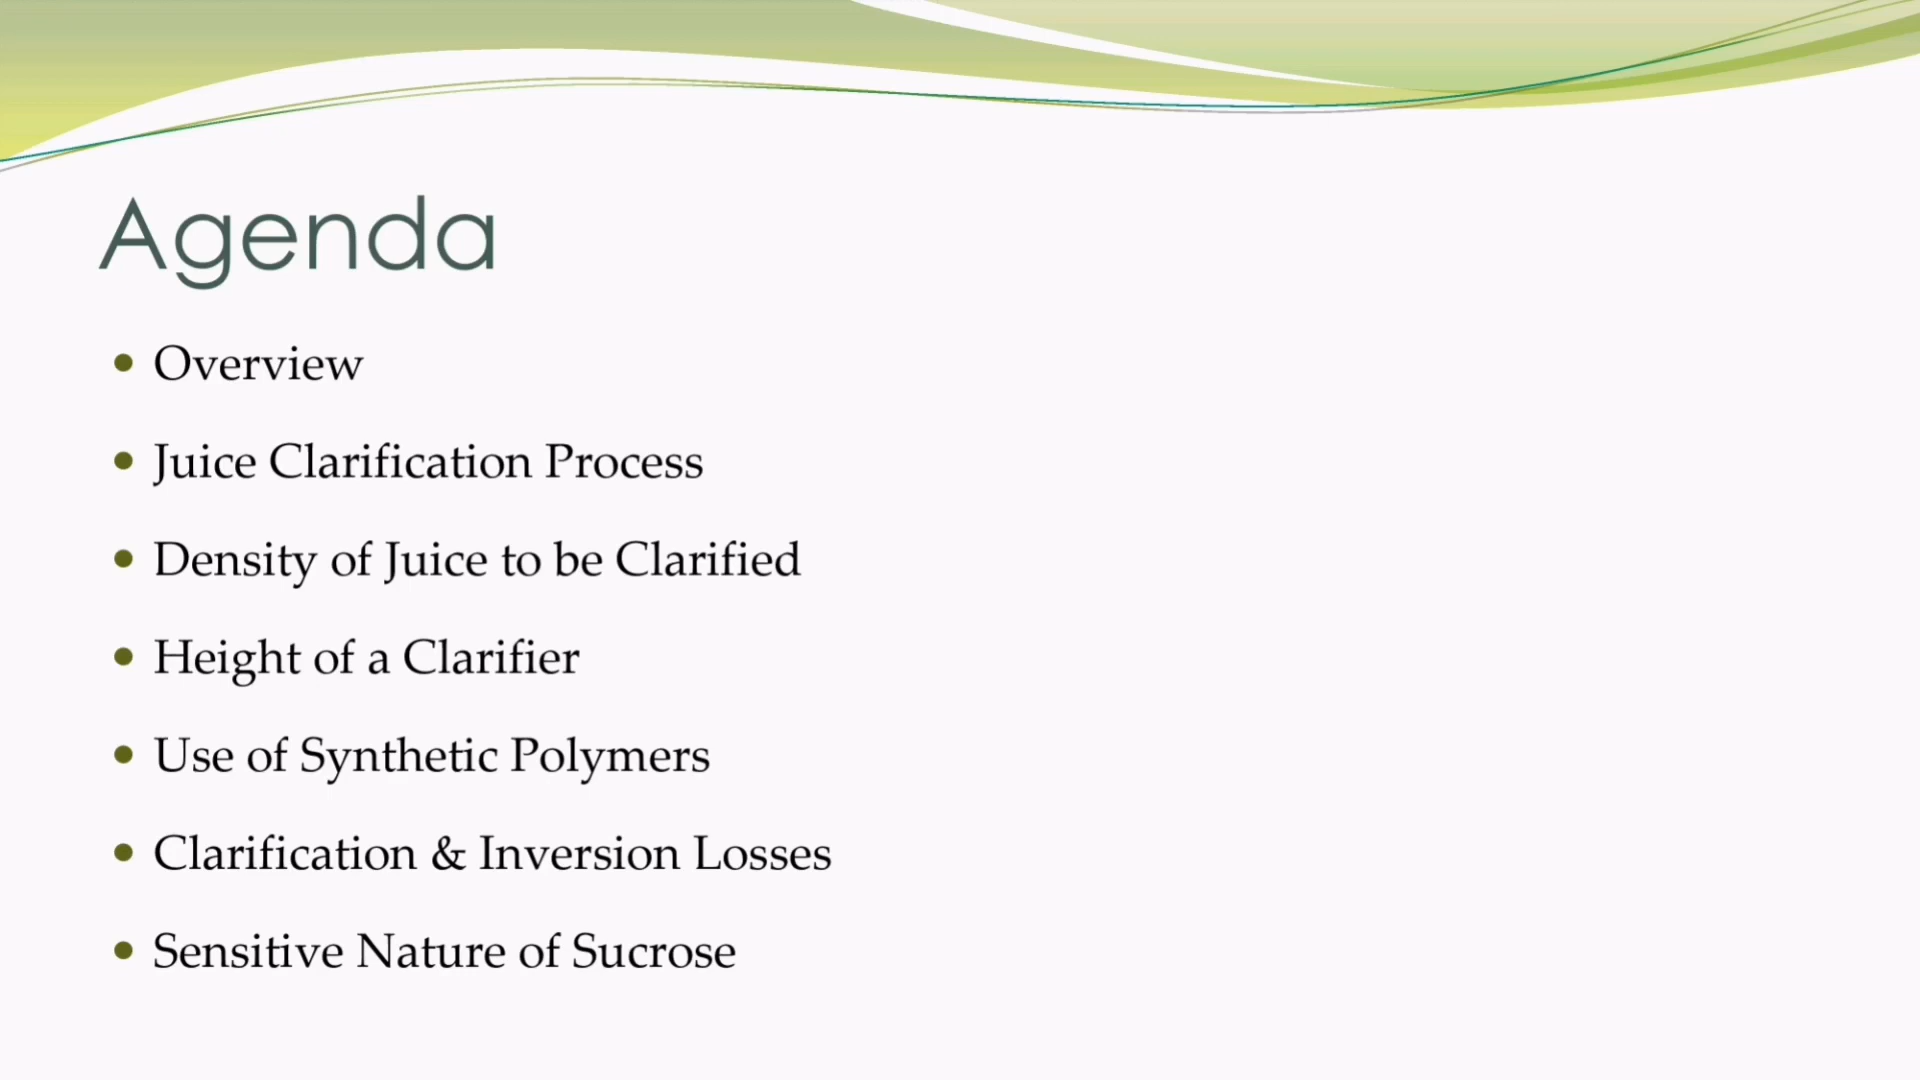 Agenda
• Overview
• Juice Clarification Process
• Density of Juice to be Clarified
• Height of a Clarifier
• Use of Synthetic Polymers
• Clarification & Inversion Losses
• Sensitive Nature of Sucrose